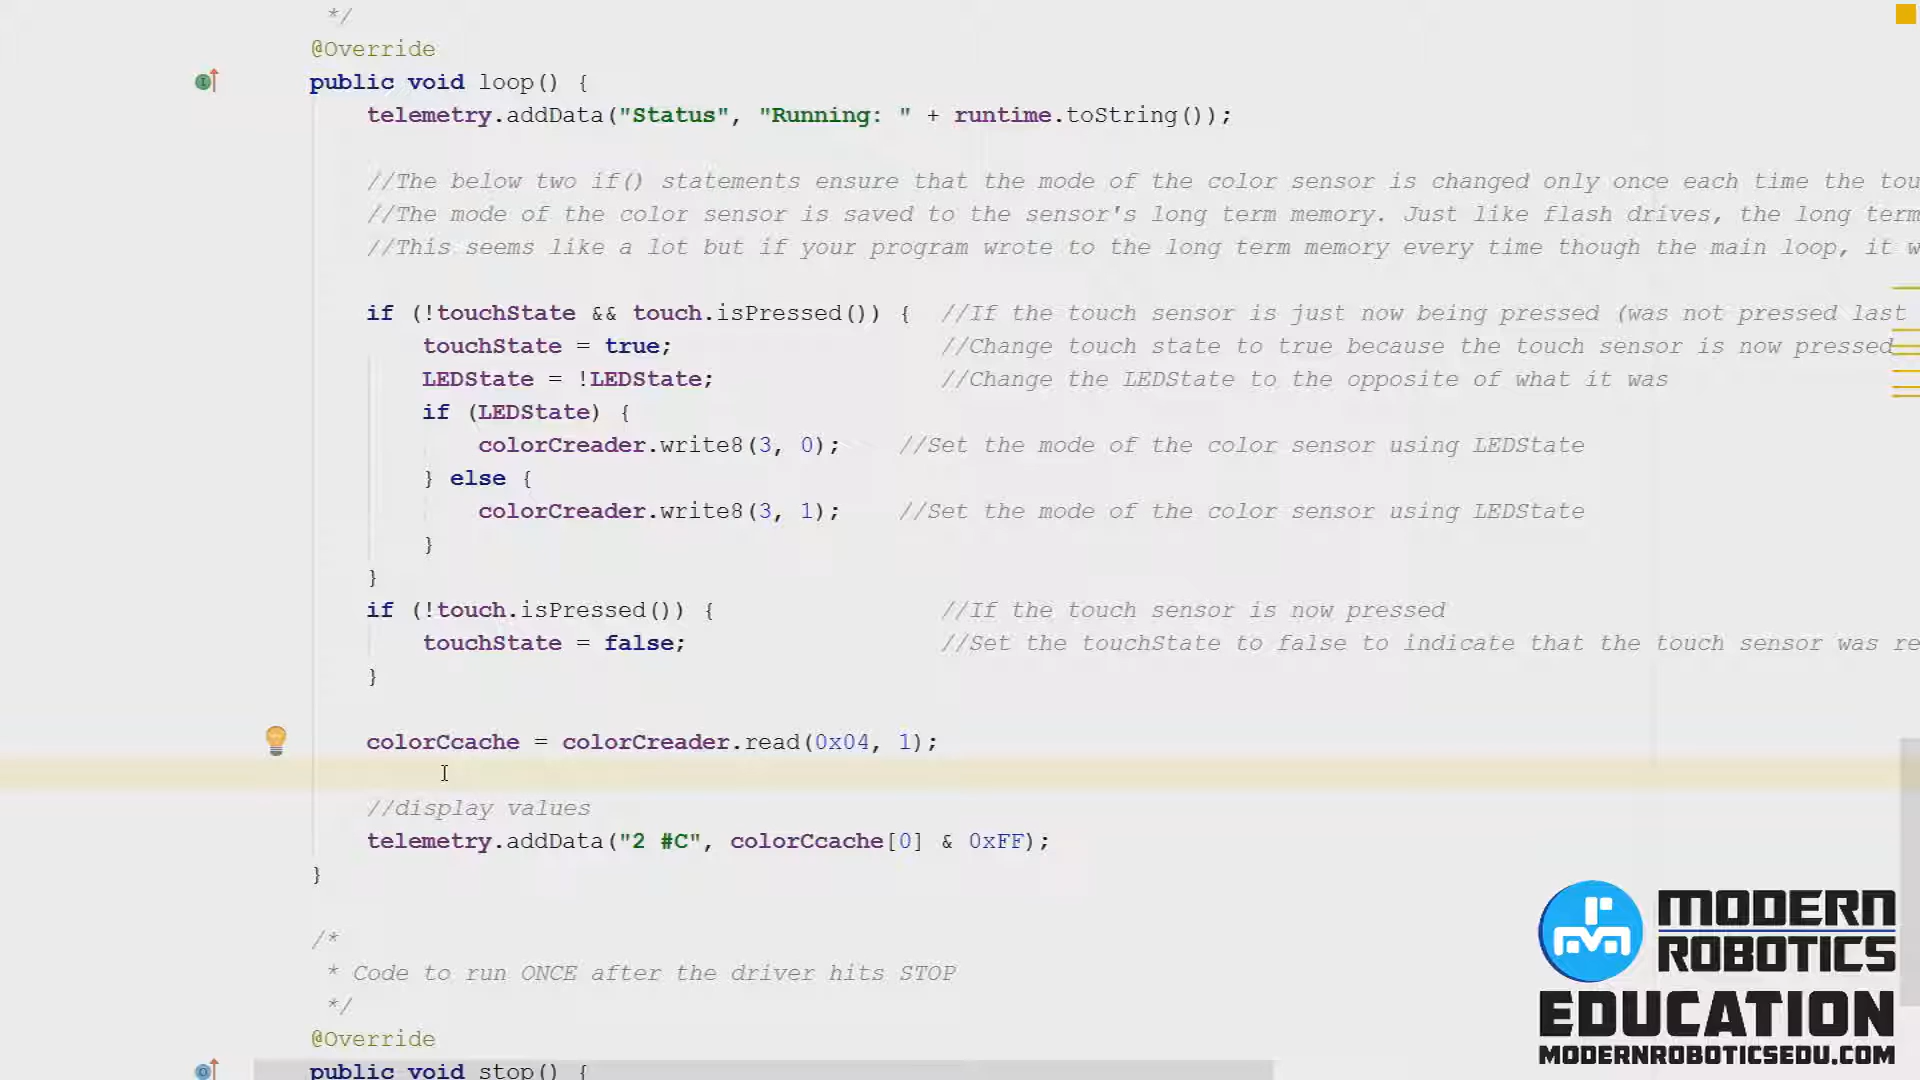 */
@Override
public void loop() {
telemetry.addData("Status", "Running: " + runtime.toString());
//The below two if() statements ensure that the mode of the color sensor is changed only once each time the tou
//The mode of the color sensor is saved to the sensor's long term memory. Just like flash drives, the long term
//This seems like a lot but if your program wrote to the long term memory every time though the main loop, it w
if (!touchState && touch.isPressed()) { //If the touch sensor is just now being pressed (was not pressed last
touchState = true; //Change touch state to true because the touch sensor is now pressed
LEDState = !LEDState; //Change the LEDState to the opposite of what it was
if (LEDState) {
colorCreader.write8(3, 0); //Set the mode of the color sensor using LEDState
} else {
colorCreader.write8(3, 1); //Set the mode of the color sensor using LEDState
}
}
if (!touch.isPressed()) { //If the touch sensor is now pressed
touchState = false; //Set the touchState to false to indicate that the touch sensor was re
}
colorCcache = colorCreader.read(0x04, 1);
//display values
telemetry.addData("2 #C", colorCcache[0] & 0xFF);
}
/*
* Code to run ONCE after the driver hits STOP
*/
@Override
public void stop() {
MODERN
ROBOTICS
EDUCATION
MODERNROBOTICSEDU.COM